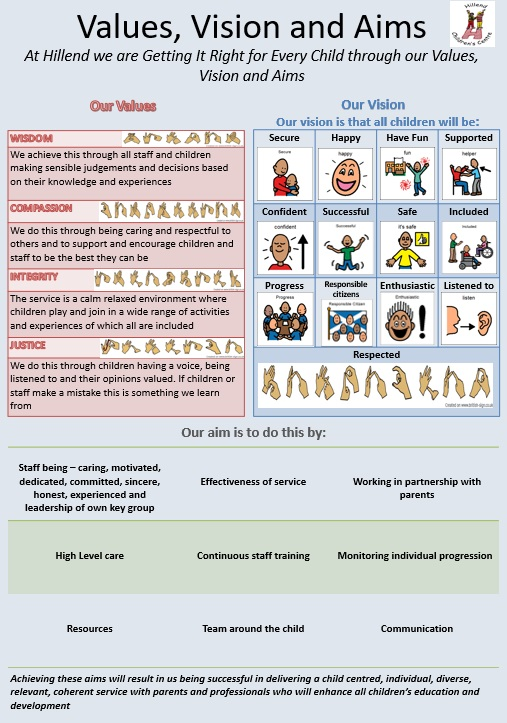 Values, Vision and Aims
Hillend
Children's Centre
At Hillend we are Getting It Right for Every Child through our Values,
Vision and Aims
Our Values
WISDOM
We achieve this through all staff and children
making sensible judgements and decisions based
on their knowledge and experiences
COMPASSION
We do this through being caring and respectful to
others and to support and encourage children and
staff to be the best they can be
INTEGRITY
The service is a calm relaxed environment where
children play and join in a wide range of activities
and experiences of which all are included
JUSTICE
We do this through children having a voice, being
listened to and their opinions valued. If children or
staff make a mistake this is something we learn
from
Our Vision
Our vision is that all children will be:
Secure Happy Have Fun Supported
Secure happy fun helper
Confident Successful Safe Included
confident Successful it's safe Included
Progress Responsible citizens Enthusiastic Listened to
Progress Responsible Citizen Enthusiastic listen
Respected
Created on www.british-sign.co.uk
Our aim is to do this by:
Staff being – caring, motivated,
dedicated, committed, sincere,
honest, experienced and
leadership of own key group
Effectiveness of service
Working in partnership with
parents
High Level care
Continuous staff training
Monitoring individual progression
Resources
Team around the child
Communication
Achieving these aims will result in us being successful in delivering a child centred, individual, diverse,
relevant, coherent service with parents and professionals who will enhance all children's education and
development